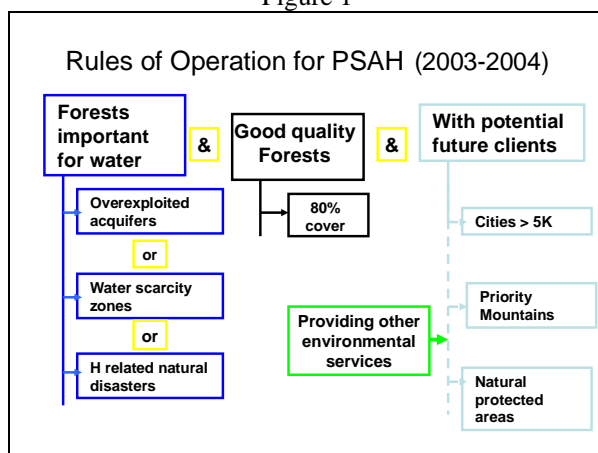 Figure 1
Rules of Operation for PSAH (2003-2004)
Forests
important
for water
&
Good quality
Forests
&
With potential
future clients
Overexploited
acquifers
or
Water scarcity
zones
or
H related natural
disasters
80%
cover
Providing other
environmental
services
Cities > 5K
Priority
Mountains
Natural
protected
areas